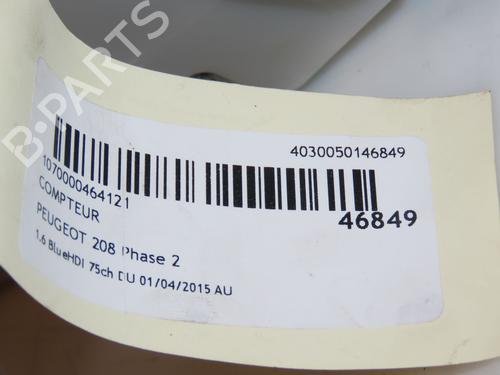 4030050146849
1070000464121
46849
COMPTEUR
PEUGEOT 208 Phase 2
1.6 BlueHDI 75ch DU 01/04/2015 AU
B-PARTS